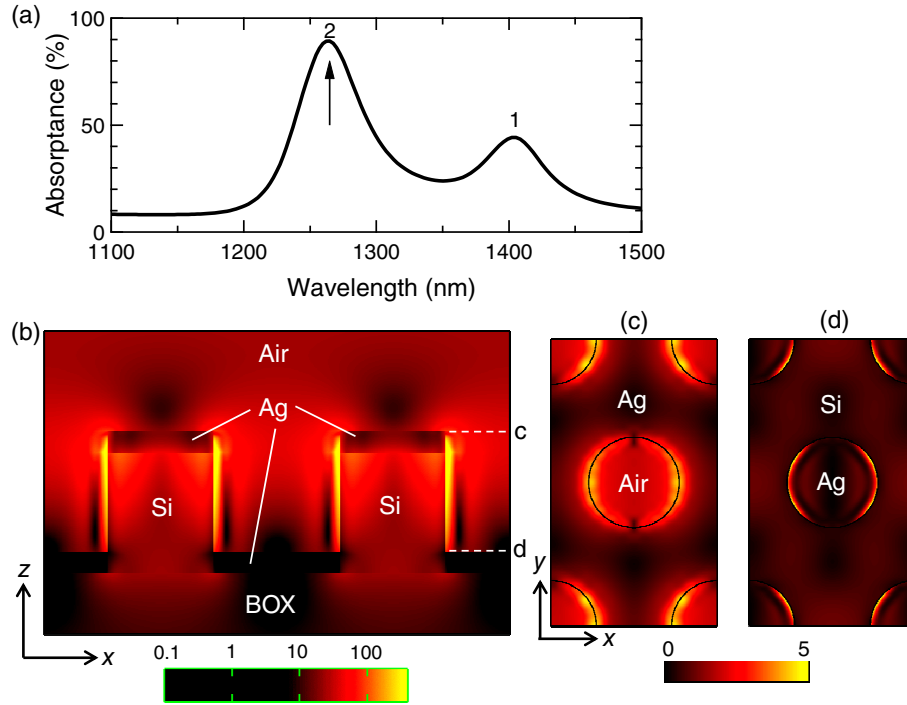 (a)
100
50
0
Absorptance (%)
2
1
1100 1200 1300 1400 1500
Wavelength (nm)
(b)
Air
Ag
Si Si
BOX
c
d
z
x
0.1 1 10 100
(c)
Ag
Air
y
x
(d)
Si
Ag
0 5